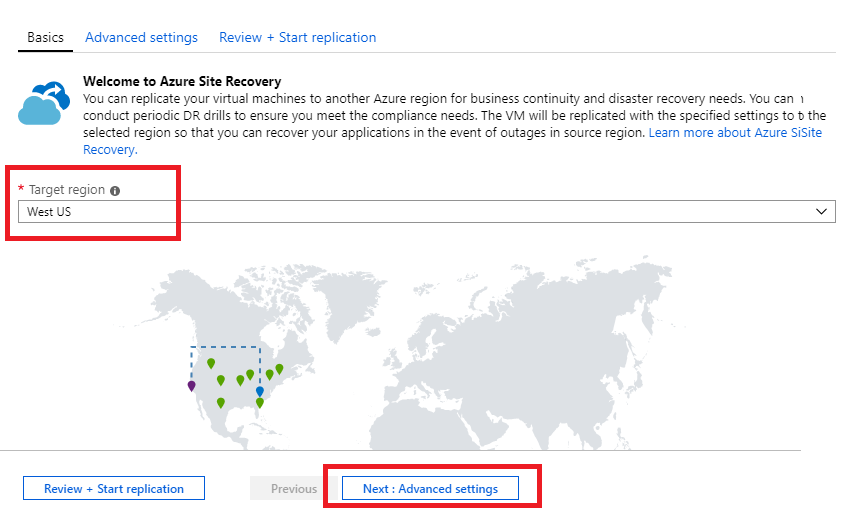 Basics Advanced settings Review + Start replication
Welcome to Azure Site Recovery
You can replicate your virtual machines to another Azure region for business continuity and disaster recovery needs. You can
conduct periodic DR drills to ensure you meet the compliance needs. The VM will be replicated with the specified settings to the
selected region so that you can recover your applications in the event of outages in source region. Learn more about Azure SiSite
Recovery.
* Target region
West US
Review + Start replication Previous Next : Advanced settings